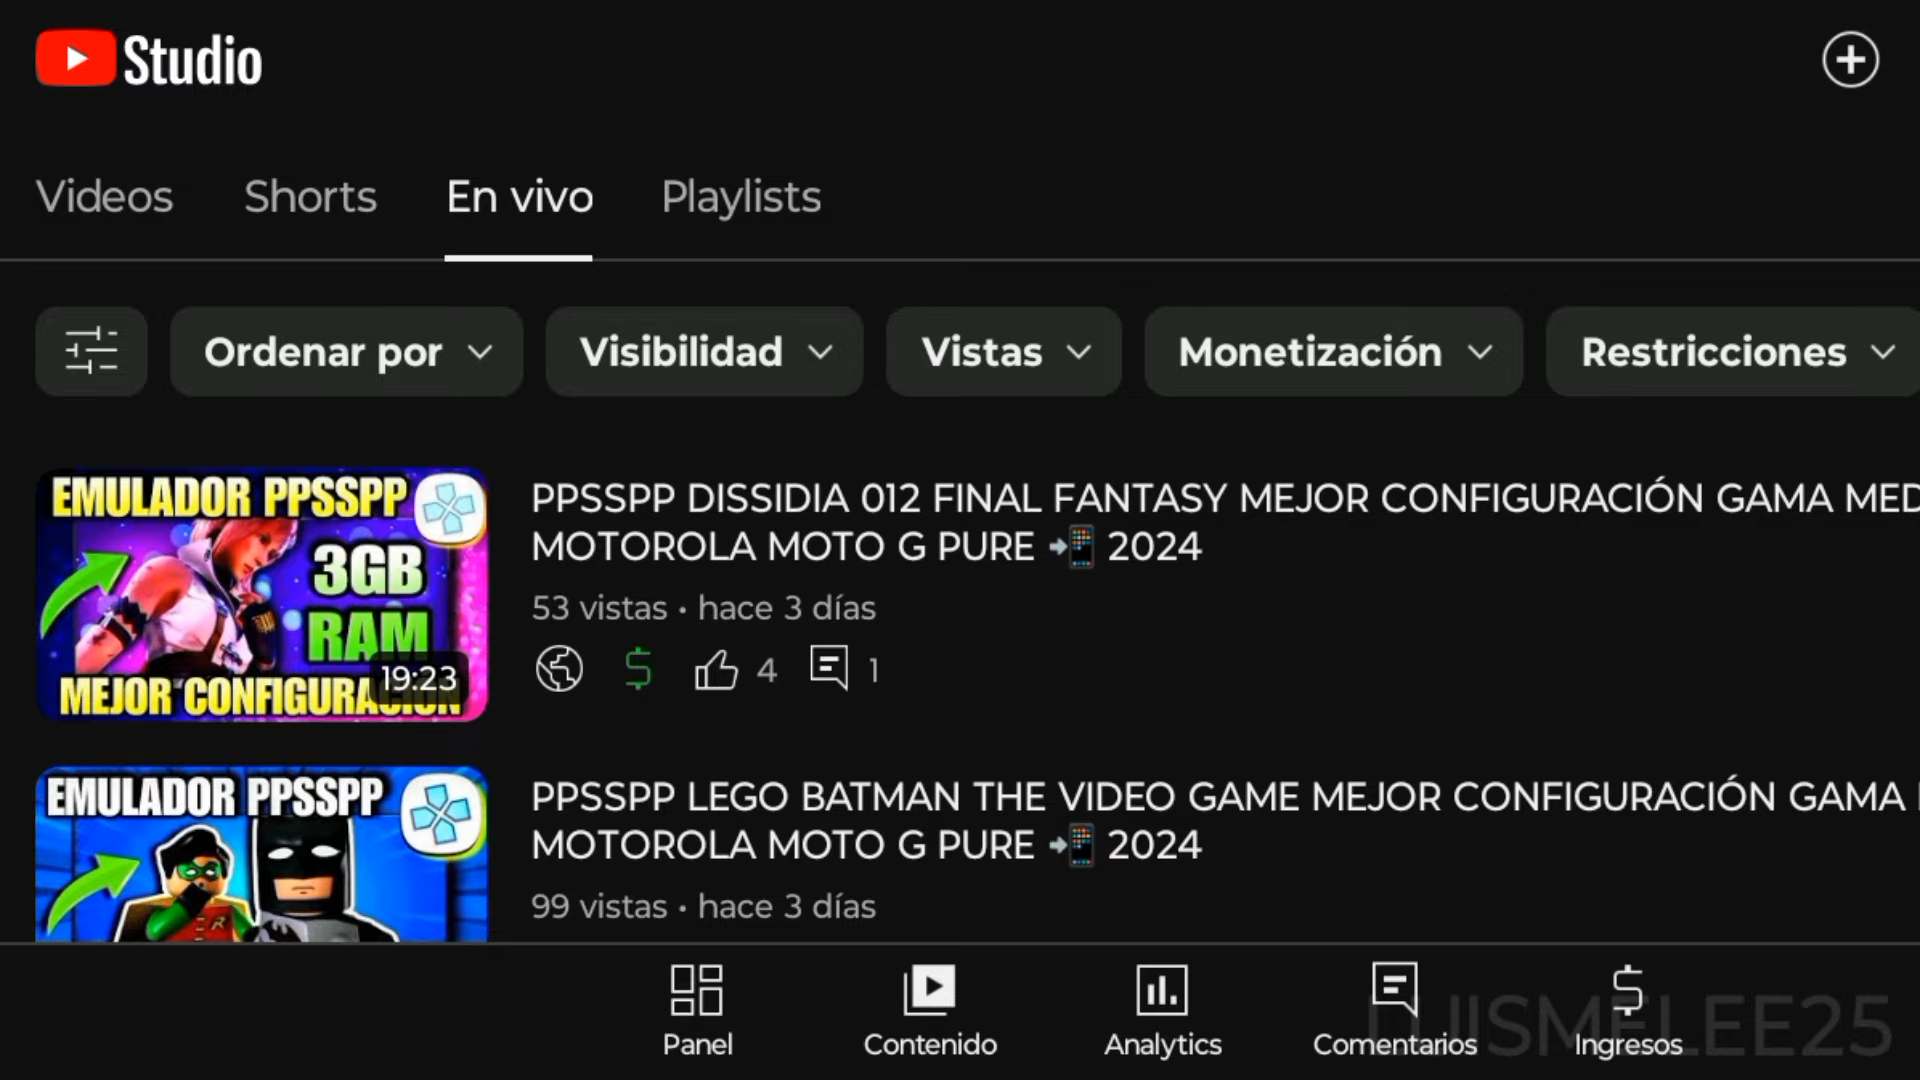 Studio
Videos Shorts En vivo Playlists
Ordenar por Visibilidad Vistas Monetización Restricciones
EMULADOR PPSSPP
3GB
RAM
MEJOR CONFIGURACIÓN
19:23
PPSSPP DISSIDIA 012 FINAL FANTASY MEJOR CONFIGURACIÓN GAMA MED
MOTOROLA MOTO G PURE 📲 2024
53 vistas • hace 3 días
4 1
EMULADOR PPSSPP
PPSSPP LEGO BATMAN THE VIDEO GAME MEJOR CONFIGURACIÓN GAMA
MOTOROLA MOTO G PURE 📲 2024
99 vistas • hace 3 días
Panel Contenido Analytics Comentarios Ingresos
LUISMELEE25